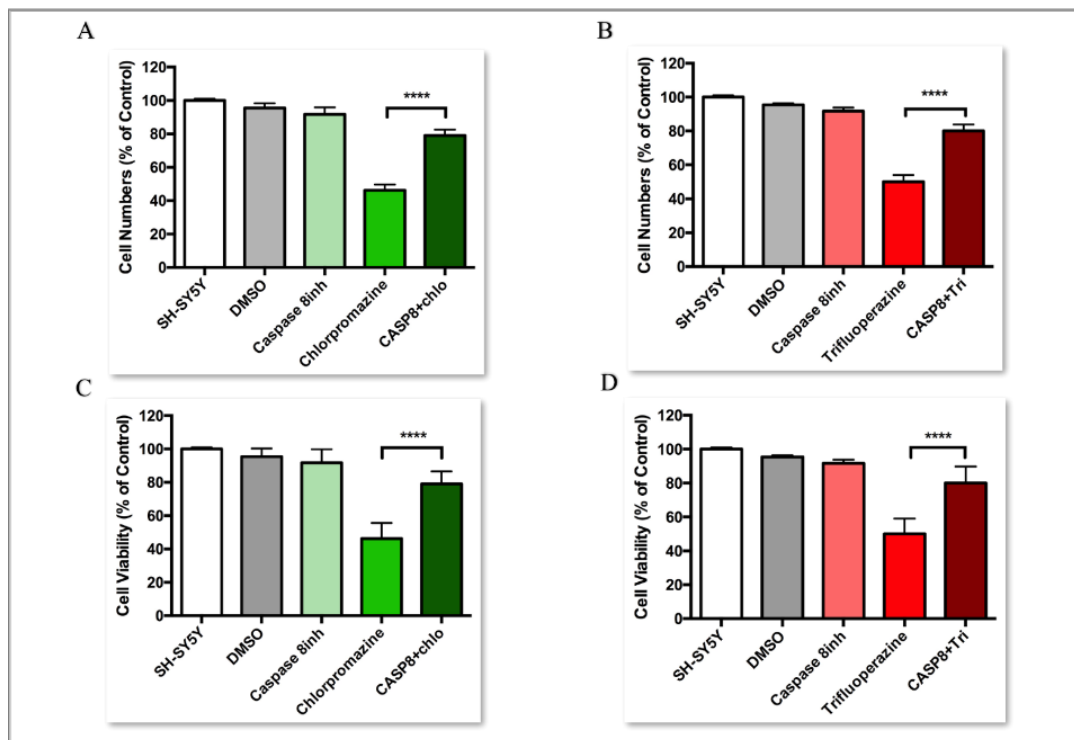 A
Cell Numbers (% of Control)
120
100
80
60
40
20
0
****
SH-SY5Y
DMSO
Caspase 8inh
Chlorpromazine
CASP8+chlo
B
Cell Numbers (% of Control)
120
100
80
60
40
20
0
****
SH-SY5Y
DMSO
Caspase 8inh
Trifluoperazine
CASP8+Tri
C
Cell Viability (% of Control)
120
100
80
60
40
20
0
****
SH-SY5Y
DMSO
Caspase 8inh
Chlorpromazine
CASP8+chlo
D
Cell Viability (% of Control)
120
100
80
60
40
20
0
****
SH-SY5Y
DMSO
Caspase 8inh
Trifluoperazine
CASP8+Tri